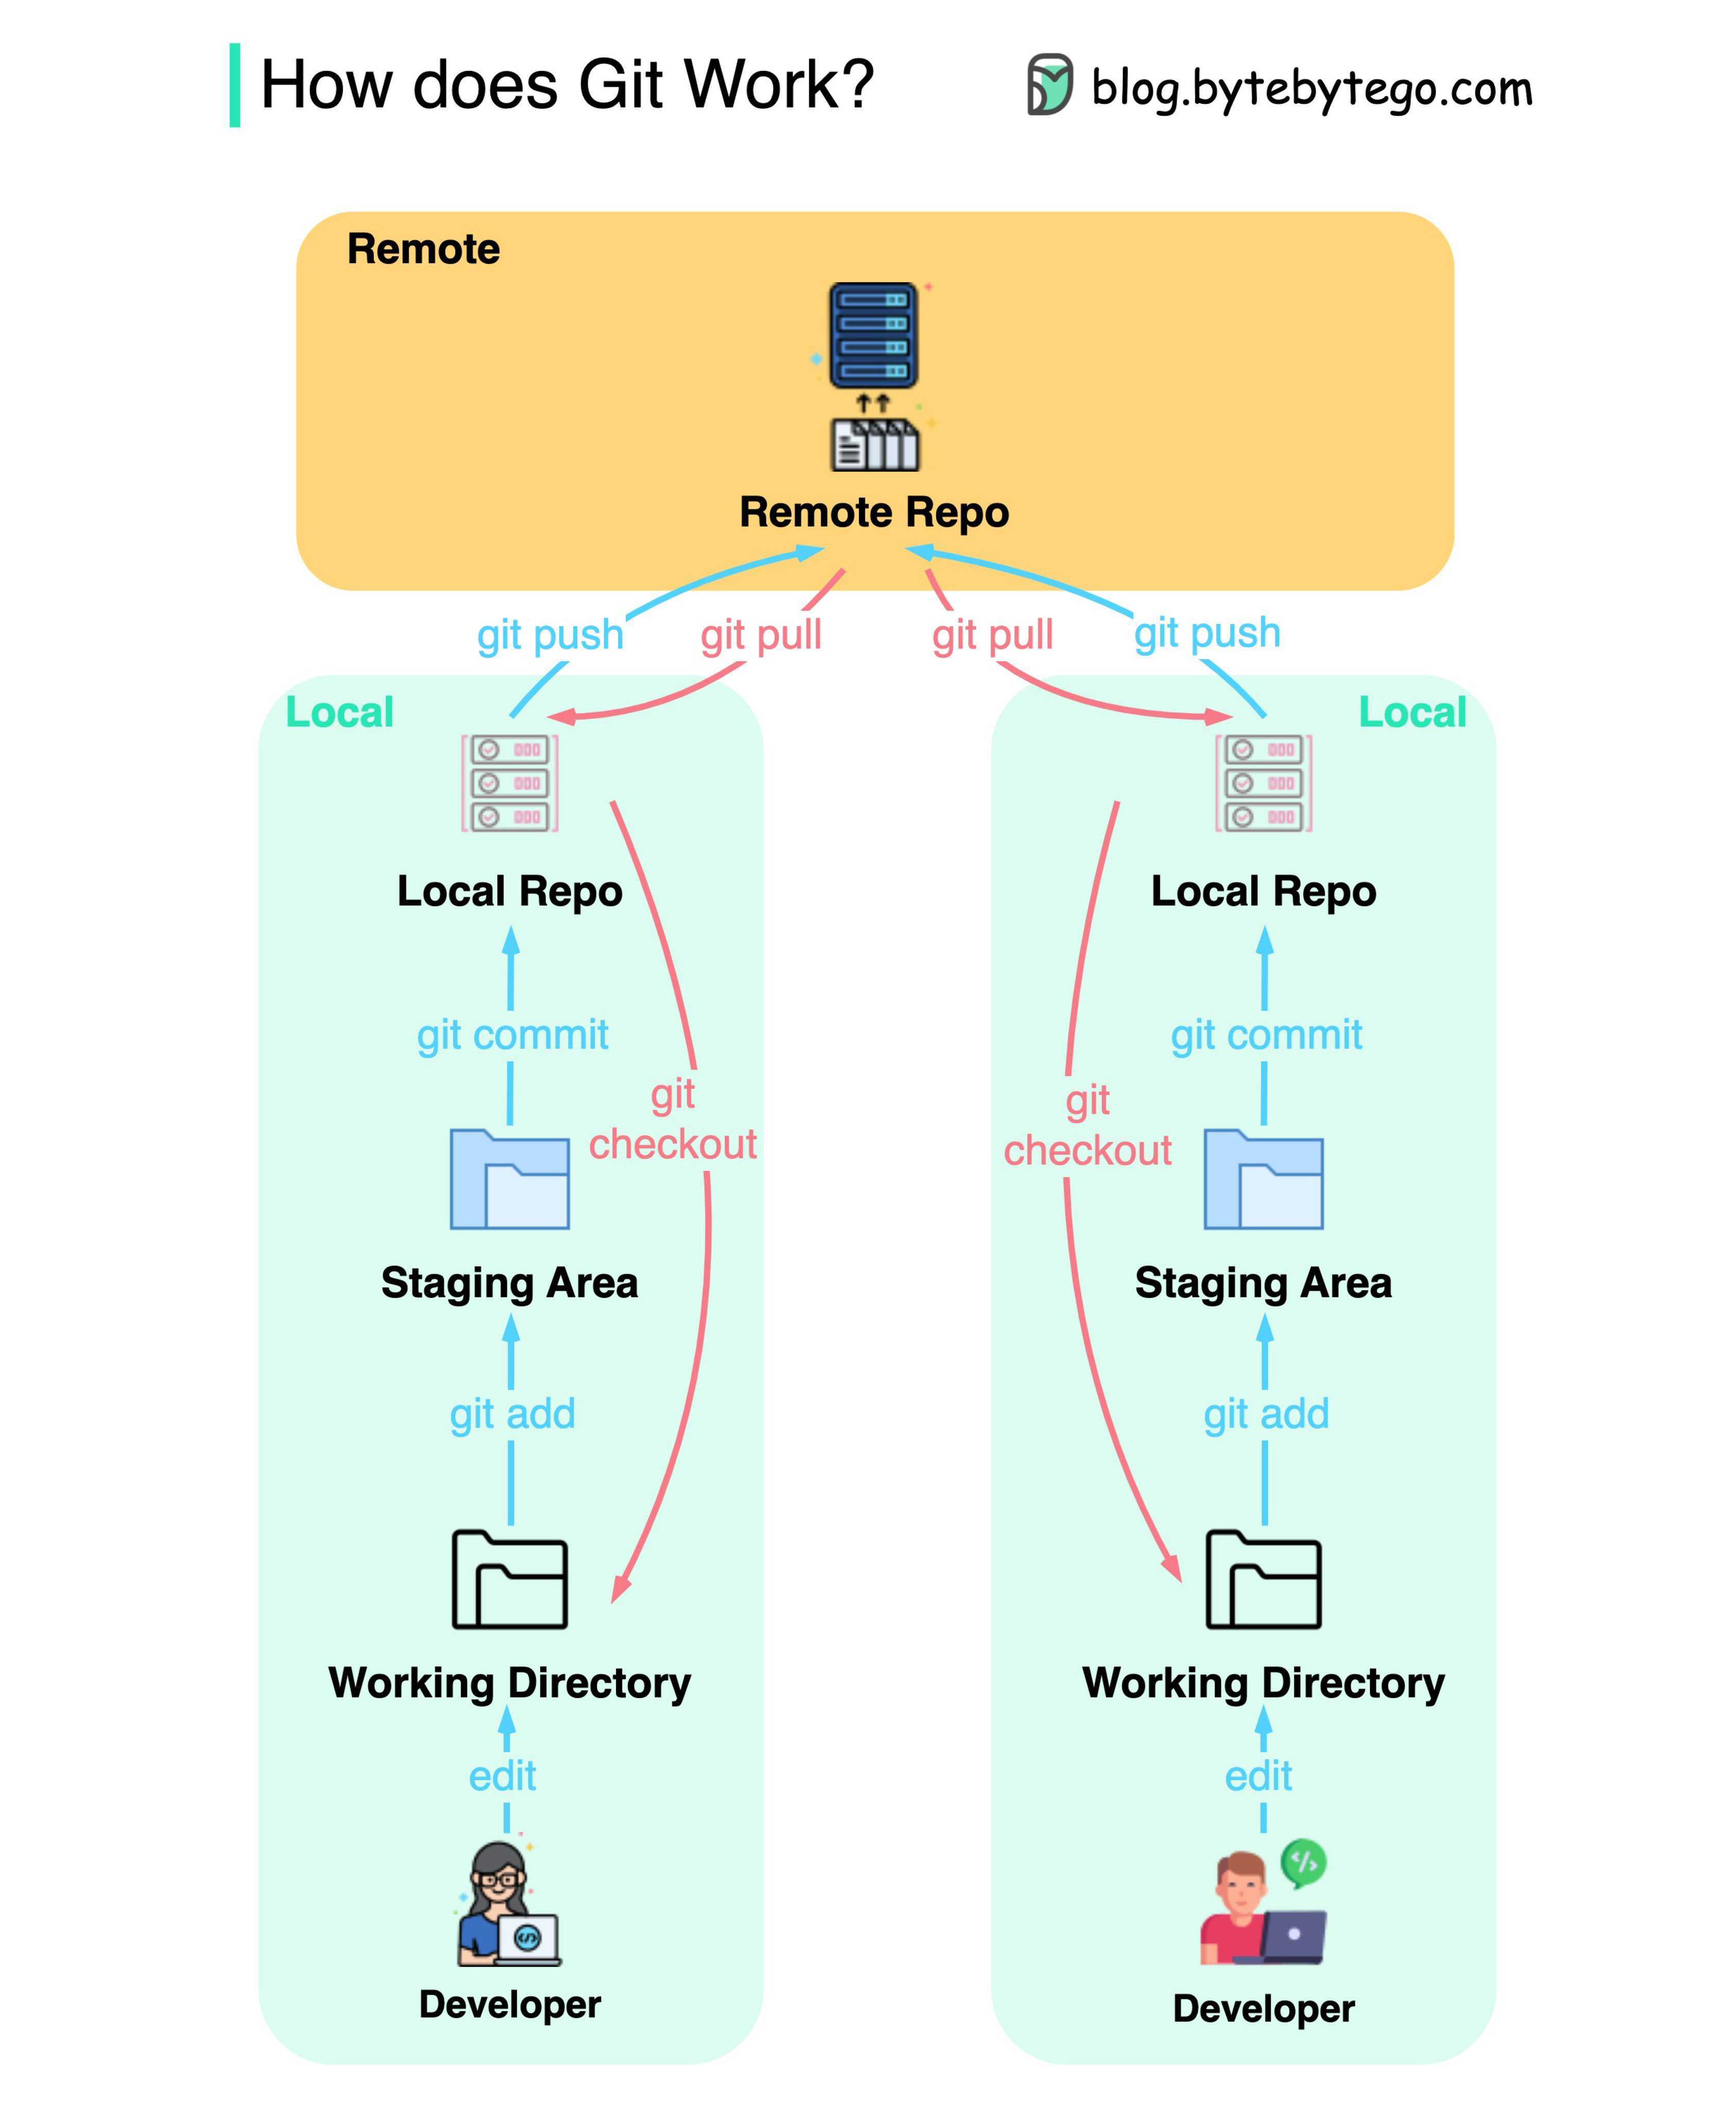 How does Git Work?
blog.bytebytego.com
Remote
Remote Repo
git push
git pull
git pull
git push
Local
Local
Local Repo
Local Repo
git commit
git commit
git
checkout
git
checkout
Staging Area
Staging Area
git add
git add
Working Directory
Working Directory
edit
edit
</>
</>
Developer
Developer